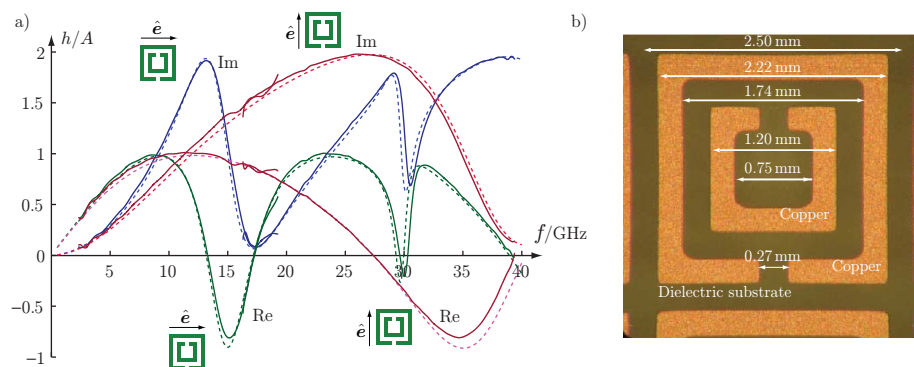 a)
h/A
ê
ê
Im
Im
2
1.5
1
0.5
0
−0.5
−1
5
10
15
20
25
30
35
40
f/GHz
Re
Re
ê
ê
b)
2.50 mm
2.22 mm
1.74 mm
1.20 mm
0.75 mm
Copper
0.27 mm
Copper
Dielectric substrate